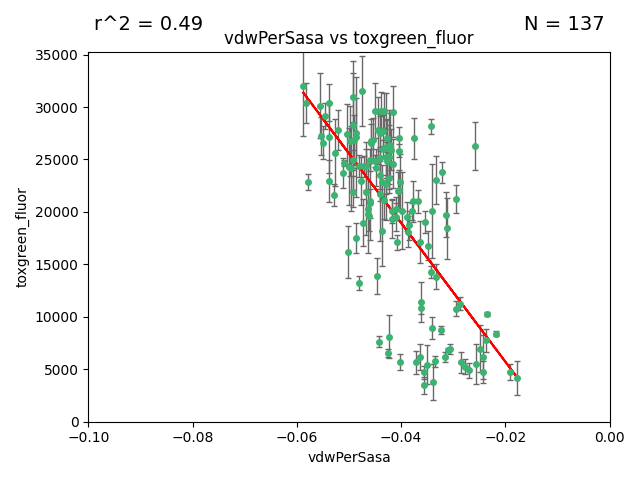 r^2 = 0.49
N = 137
vdwPerSasa vs toxgreen_fluor
toxgreen_fluor
35000
30000
25000
20000
15000
10000
5000
0
−0.10
−0.08
−0.06
−0.04
−0.02
0.00
vdwPerSasa